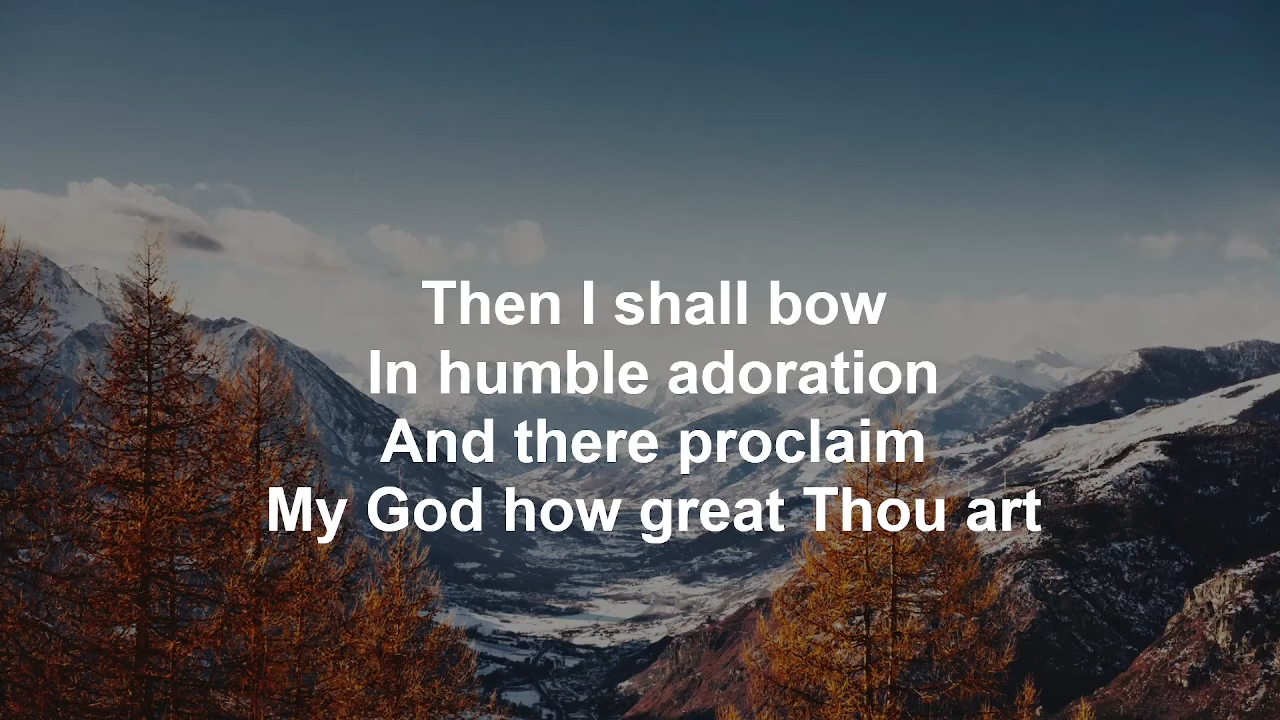 Then I shall bow
In humble adoration
And there proclaim
My God how great Thou art